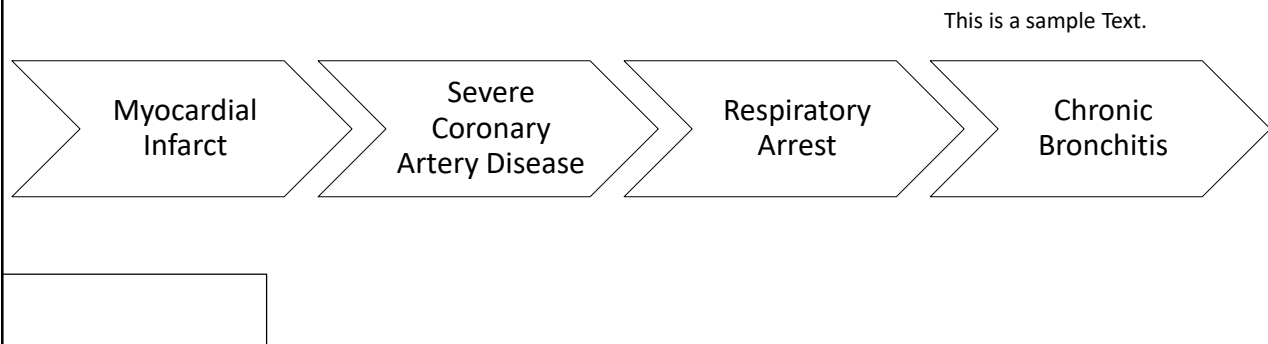 This is a sample Text.
Myocardial
Infarct
Severe
Coronary
Artery Disease
Respiratory
Arrest
Chronic
Bronchitis